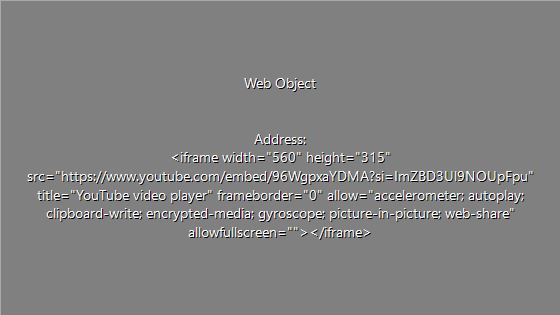 Web Object
Address:
<iframe width="560" height="315"
src="https://www.youtube.com/embed/96WgpxaYDMA?si=ImZBD3UI9NOUpFpu"
title="YouTube video player" frameborder="0" allow="accelerometer; autoplay;
clipboard-write; encrypted-media; gyroscope; picture-in-picture; web-share"
allowfullscreen=""></iframe>